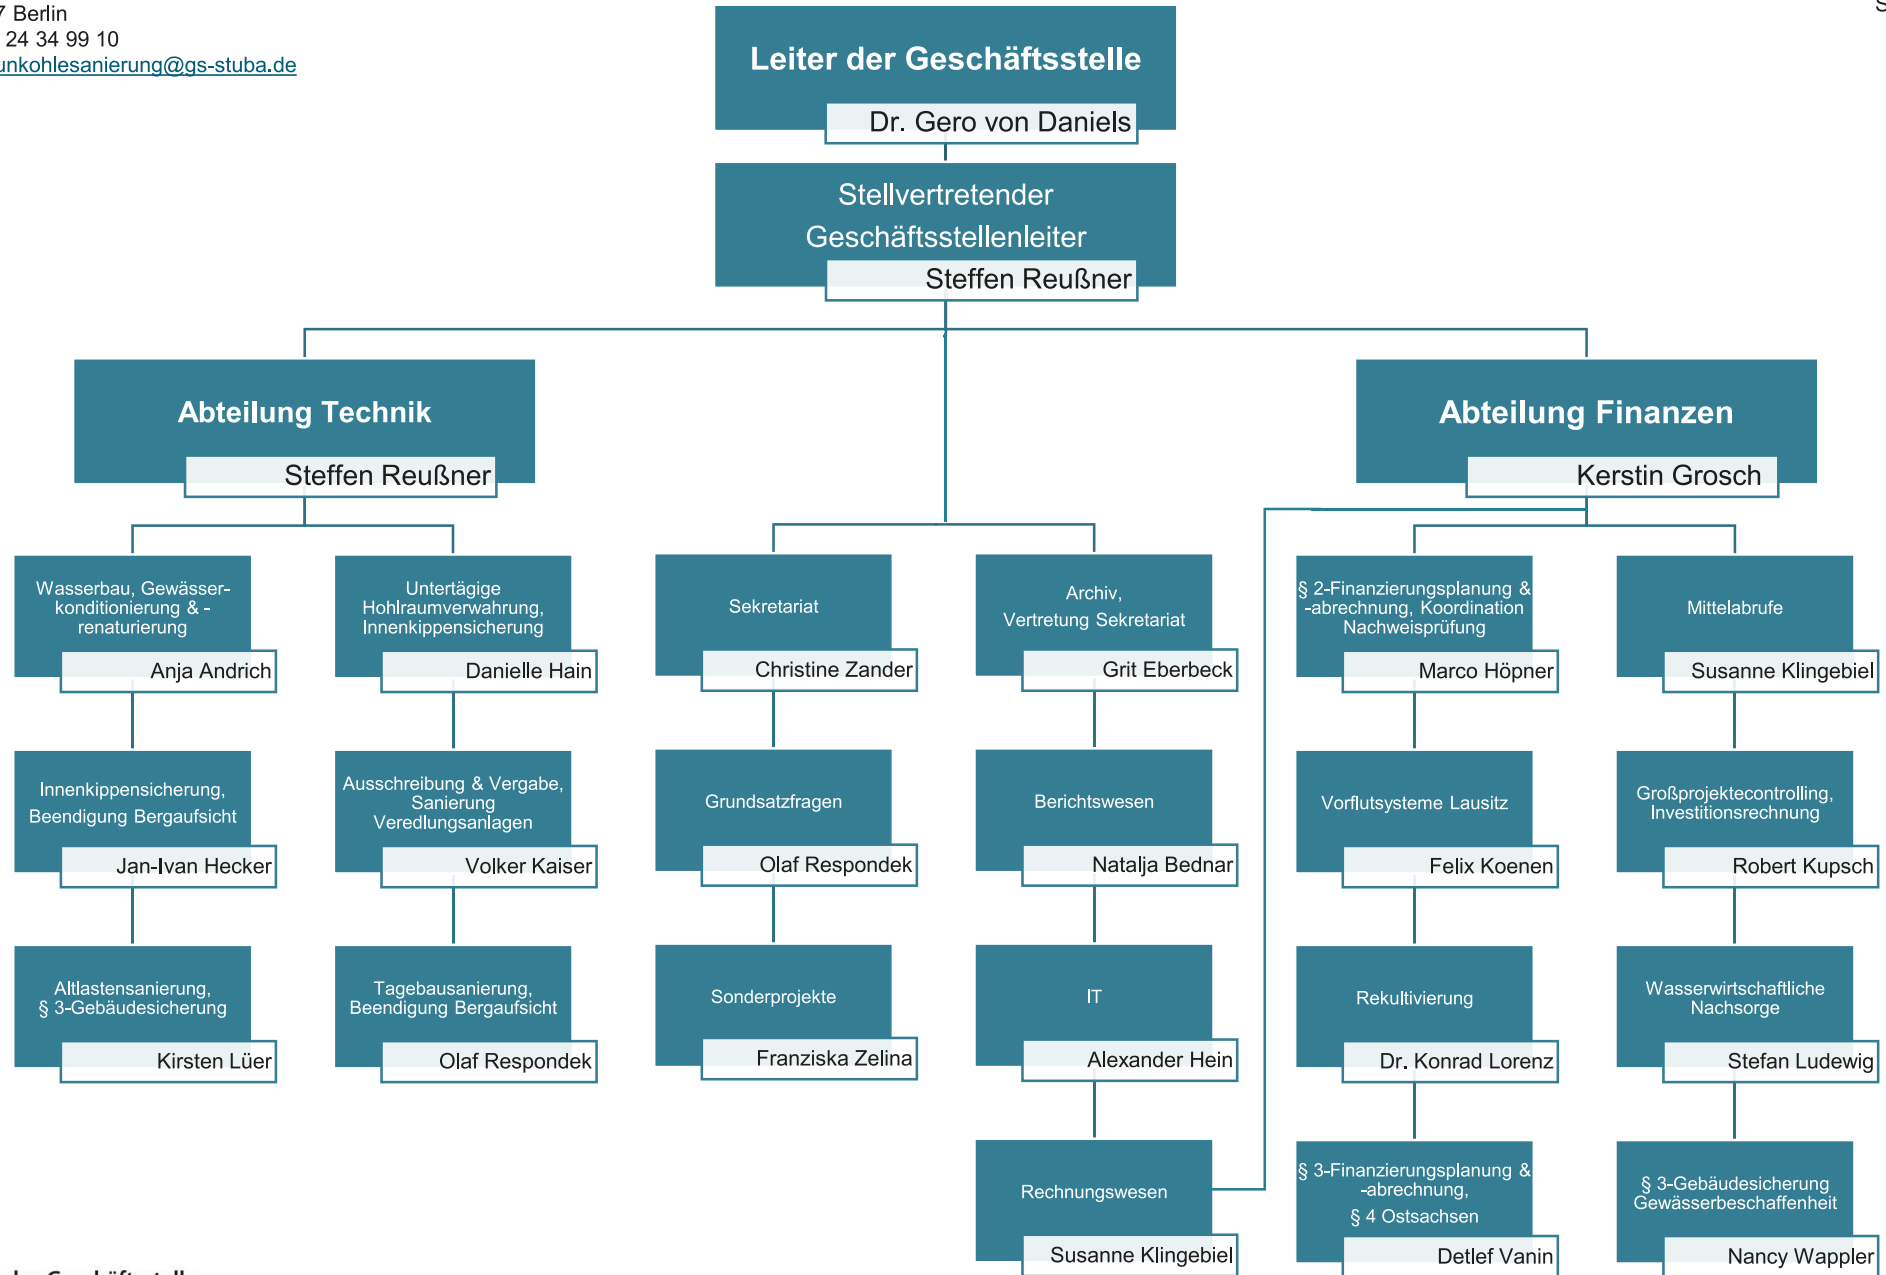 7 Berlin
24 34 99 10
unkohlesanierung@gs-stuba.de
Leiter der Geschäftsstelle
Dr. Gero von Daniels
Stellvertretender
Geschäftsstellenleiter
Steffen Reußner
Abteilung Technik
Steffen Reußner
Abteilung Finanzen
Kerstin Grosch
Wasserbau, Gewässer-
konditionierung & -
renaturierung
Anja Andrich
Untertägige
Hohlraumverwahrung,
Innenkippensicherung
Danielle Hain
Sekretariat
Christine Zander
Archiv,
Vertretung Sekretariat
Grit Eberbeck
§ 2-Finanzierungsplanung &
-abrechnung, Koordination
Nachweisprüfung
Marco Höpner
Mittelabrufe
Susanne Klingebiel
Innenkippensicherung,
Beendigung Bergaufsicht
Jan-Ivan Hecker
Ausschreibung & Vergabe,
Sanierung
Veredlungsanlagen
Volker Kaiser
Grundsatzfragen
Olaf Respondek
Berichtswesen
Natalja Bednar
Vorflutsysteme Lausitz
Felix Koenen
Großprojektecontrolling,
Investitionsrechnung
Robert Kupsch
Altlastensanierung,
§ 3-Gebäudesicherung
Kirsten Lüer
Tagebausanierung,
Beendigung Bergaufsicht
Olaf Respondek
Sonderprojekte
Franziska Zelina
IT
Alexander Hein
Rekultivierung
Dr. Konrad Lorenz
Wasserwirtschaftliche
Nachsorge
Stefan Ludewig
Rechnungswesen
Susanne Klingebiel
§ 3-Finanzierungsplanung &
-abrechnung,
§ 4 Ostsachsen
Detlef Vanin
§ 3-Gebäudesicherung
Gewässerbeschaffenheit
Nancy Wappler